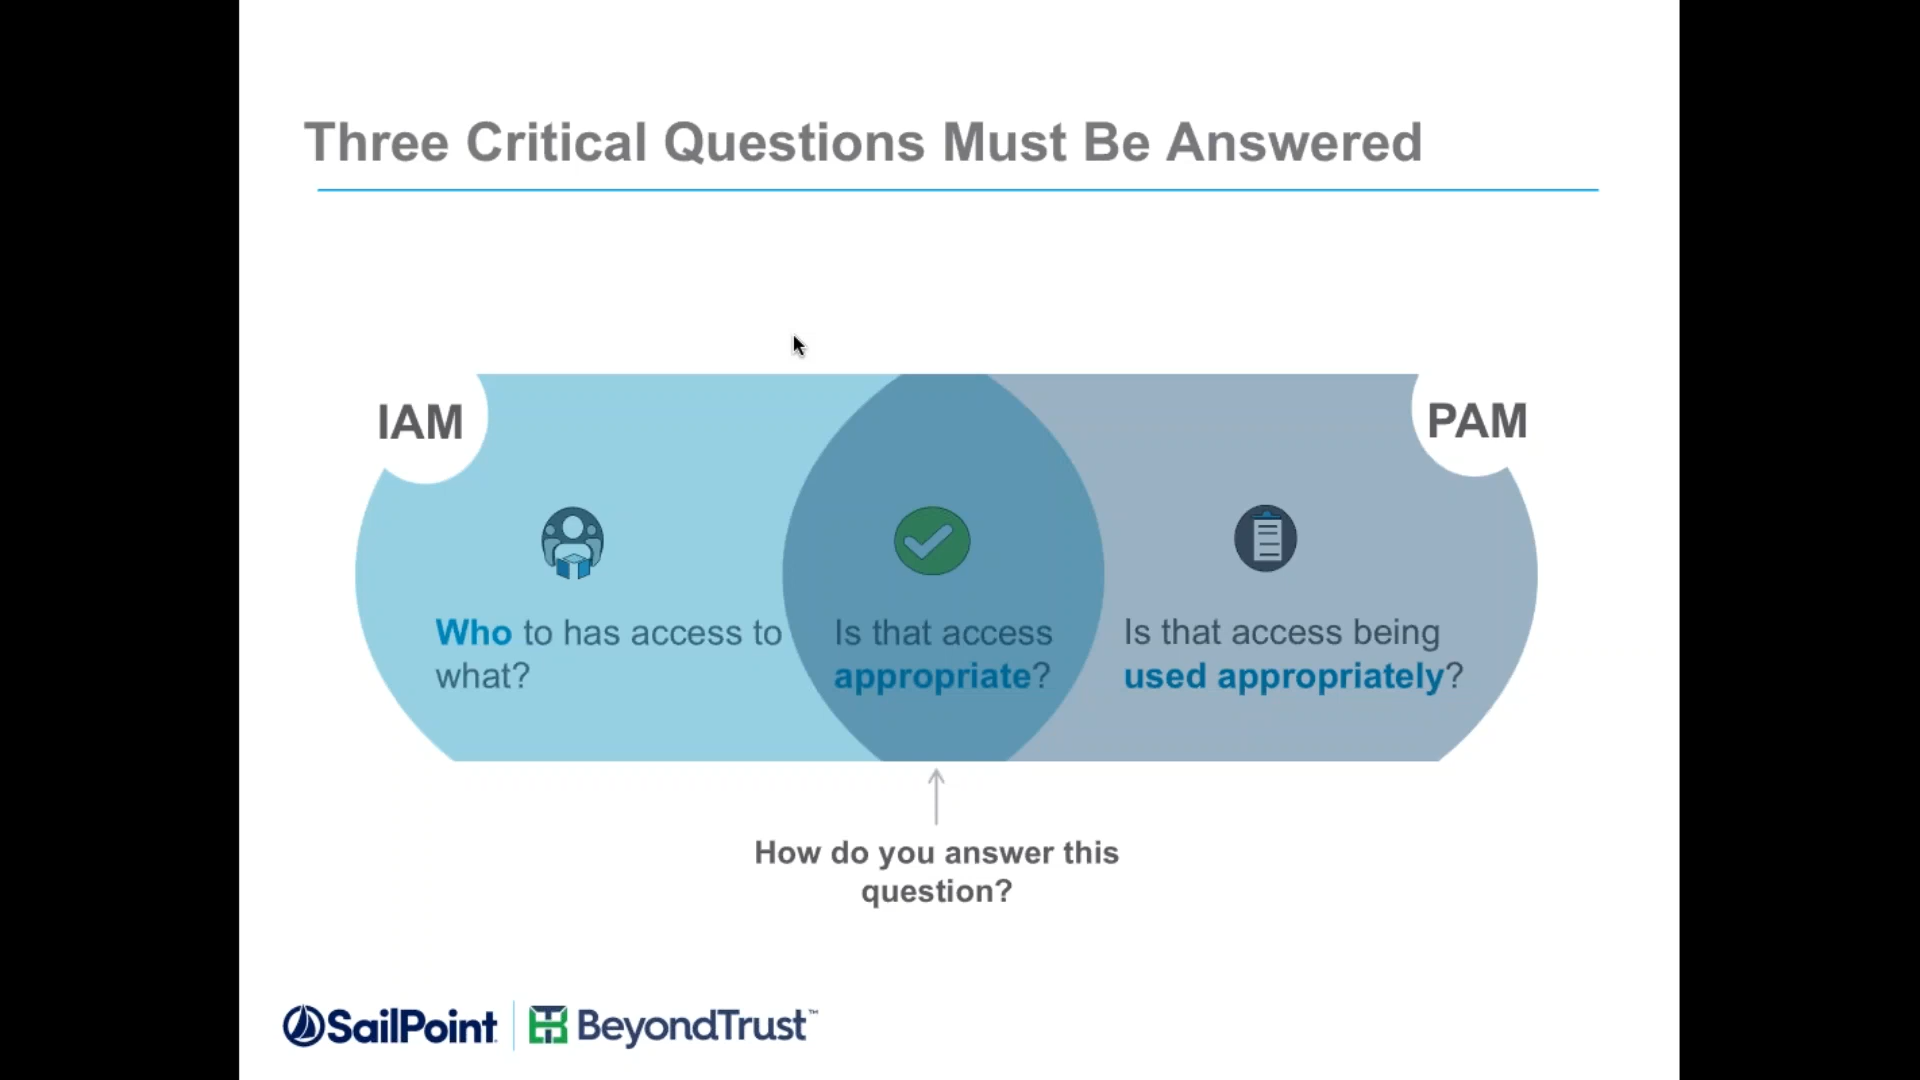 Three Critical Questions Must Be Answered
IAM
PAM
Who to has access to
what?
Is that access
appropriate?
Is that access being
used appropriately?
How do you answer this
question?
SailPoint
BeyondTrust™